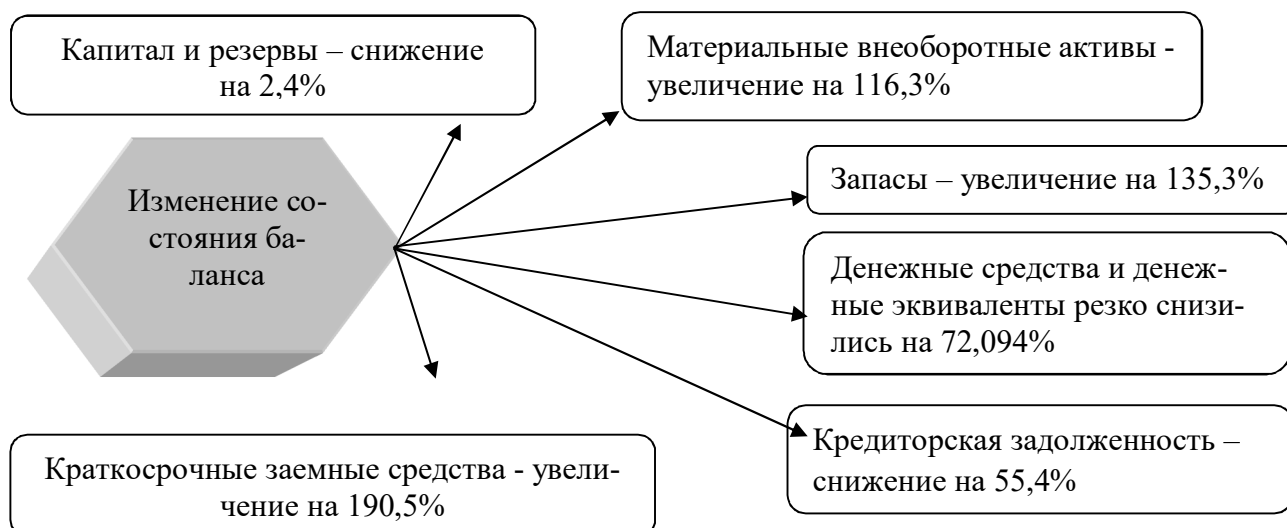 Капитал и резервы – снижение
на 2,4%
Материальные внеоборотные активы -
увеличение на 116,3%
Изменение со-
стояния ба-
ланса
Запасы – увеличение на 135,3%
Денежные средства и денеж-
ные эквиваленты резко снизи-
лись на 72,094%
Кредиторская задолженность –
снижение на 55,4%
Краткосрочные заемные средства - увели-
чение на 190,5%